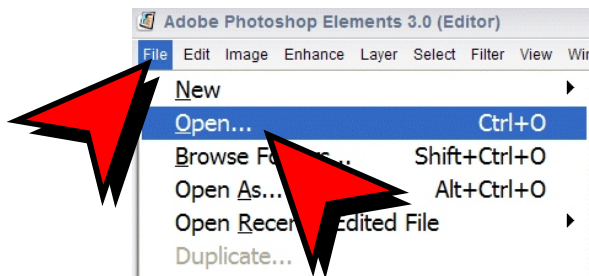 Adobe Photoshop Elements 3.0 (Editor)
File Edit Image Enhance Layer Select Filter View
New
Open... Ctrl+O
Browse Shift+Ctrl+O
Open As... Alt+Ctrl+O
Open Edited File
Duplicate...